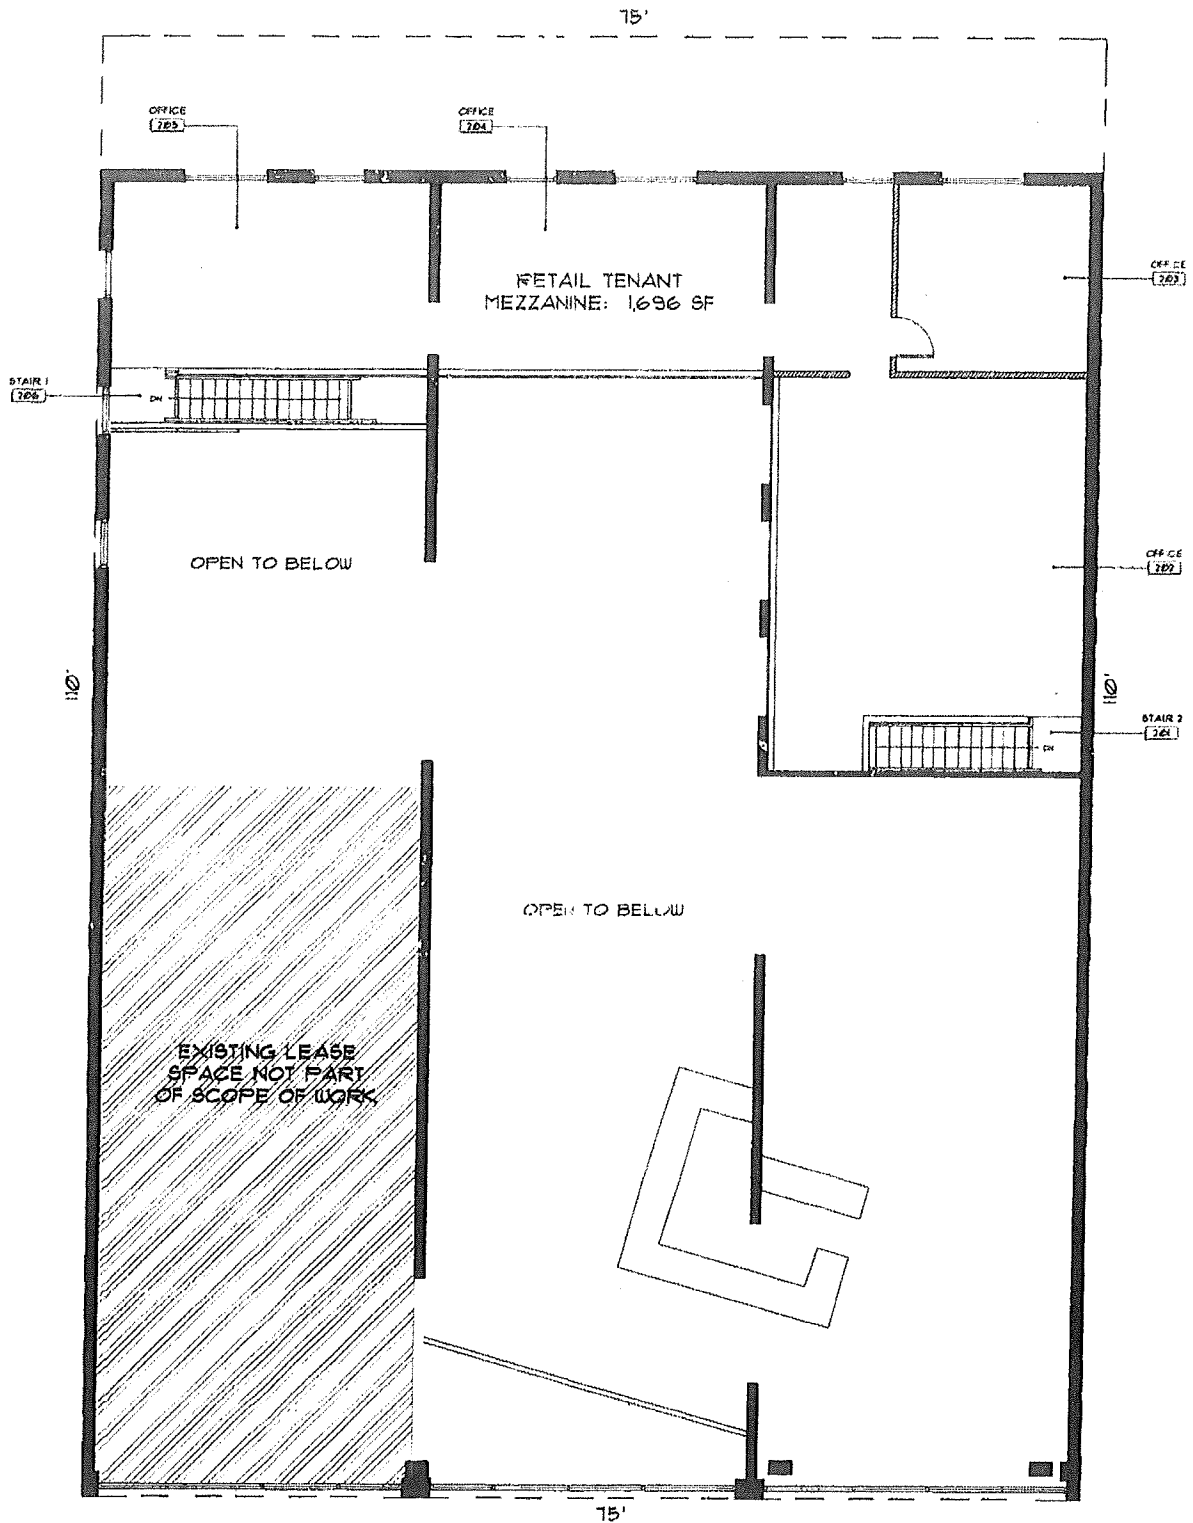 75'
OFFICE
205
OFFICE
204
RETAIL TENANT
MEZZANINE: 1,696 SF
OFFICE
203
STAIR 1
206
DN
OPEN TO BELOW
OFFICE
202
110'
110'
STAIR 2
201
DN
OPEN TO BELOW
EXISTING LEASE
SPACE NOT PART
OF SCOPE OF WORK
75'